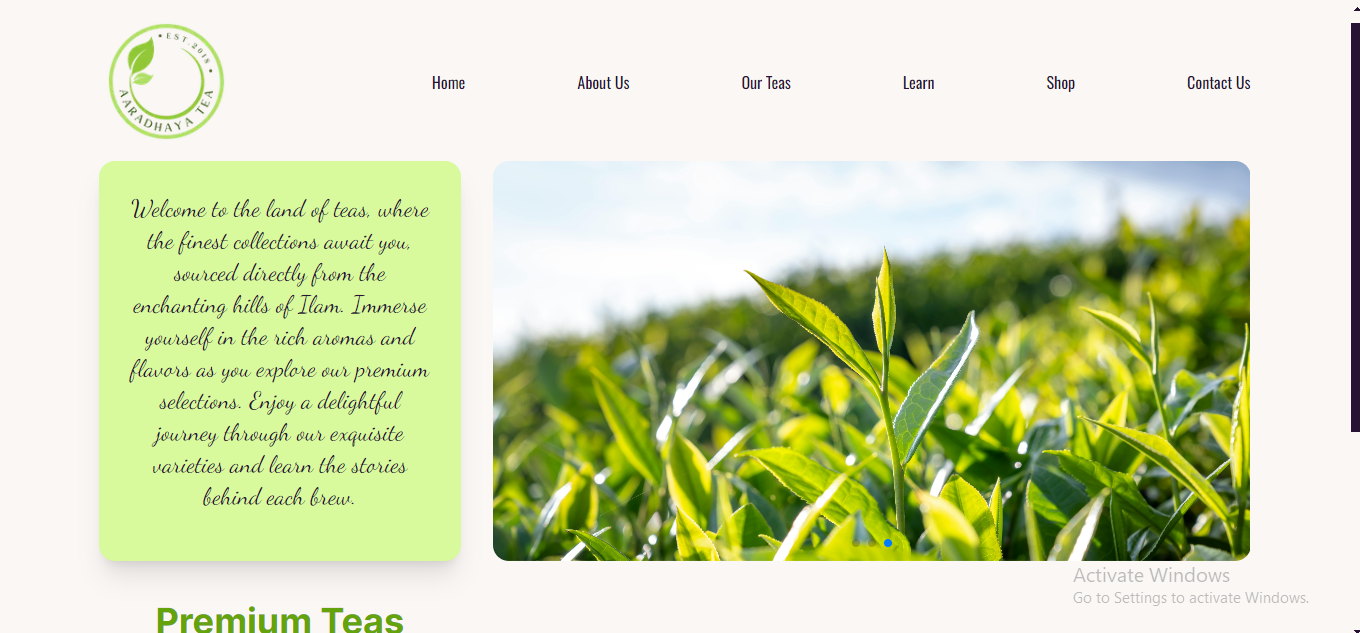 EST. 2018
AARADHAYA TEA
Home About Us Our Teas Learn Shop Contact Us
Welcome to the land of teas, where
the finest collections await you,
sourced directly from the
enchanting hills of Ilam. Immerse
yourself in the rich aromas and
flavors as you explore our premium
selections. Enjoy a delightful
journey through our exquisite
varieties and learn the stories
behind each brew.
Activate Windows
Go to Settings to activate Windows.
Premium Teas